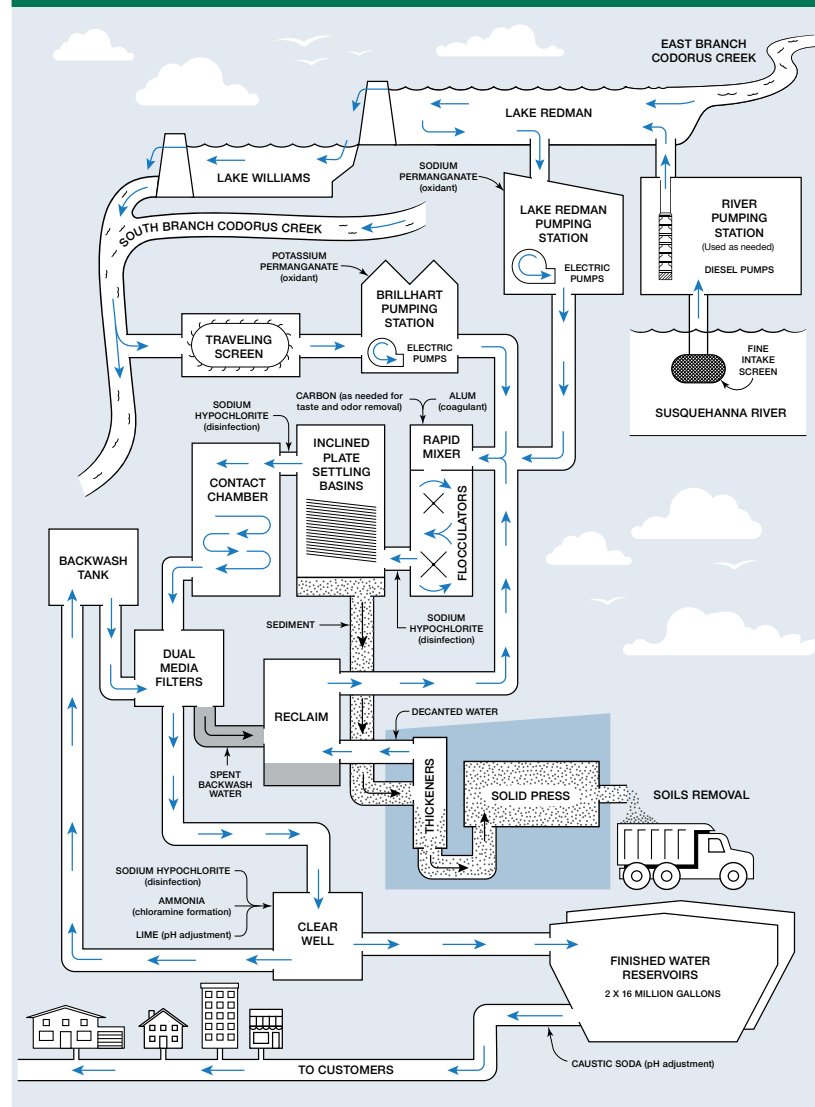 EAST BRANCH
CODORUS CREEK
LAKE REDMAN
LAKE WILLIAMS
SOUTH BRANCH CODORUS CREEK
SODIUM
PERMANGANATE
(oxidant)
LAKE REDMAN
PUMPING
STATION
ELECTRIC
PUMPS
RIVER
PUMPING
STATION
(Used as needed)
DIESEL PUMPS
FINE
INTAKE
SCREEN
SUSQUEHANNA RIVER
POTASSIUM
PERMANGANATE
(oxidant)
BRILLHART
PUMPING
STATION
ELECTRIC
PUMPS
TRAVELING
SCREEN
SODIUM
HYPOCHLORITE
(disinfection)
CARBON (as needed for
taste and odor removal)
ALUM
(coagulant)
INCLINED
PLATE
SETTLING
BASINS
RAPID
MIXER
FLOCCULATORS
CONTACT
CHAMBER
BACKWASH
TANK
SEDIMENT
SODIUM
HYPOCHLORITE
(disinfection)
DUAL
MEDIA
FILTERS
RECLAIM
DECANTED WATER
SPENT
BACKWASH
WATER
THICKENERS
SOLID PRESS
SOILS REMOVAL
SODIUM HYPOCHLORITE
(disinfection)
AMMONIA
(chloramine formation)
LIME (pH adjustment)
CLEAR
WELL
FINISHED WATER
RESERVOIRS
2 X 16 MILLION GALLONS
CAUSTIC SODA (pH adjustment)
TO CUSTOMERS